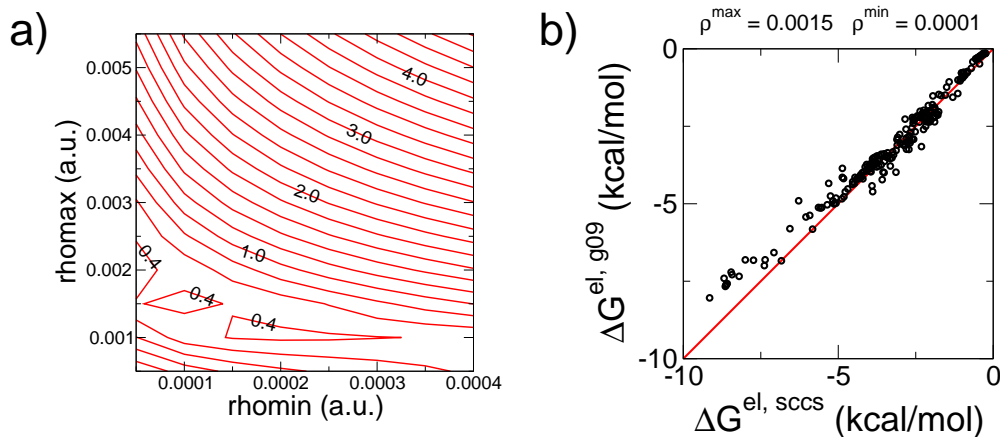 a)
rhomax (a.u.)
0.005
0.004
0.003
0.002
0.001
4.0
3.0
2.0
1.0
0.4
0.4
0.4
0.0001 0.0002 0.0003 0.0004
rhomin (a.u.)
b)
ρmax = 0.0015 ρmin = 0.0001
ΔGel, g09 (kcal/mol)
0
-5
-10
-10 -5 0
ΔGel, sccs (kcal/mol)